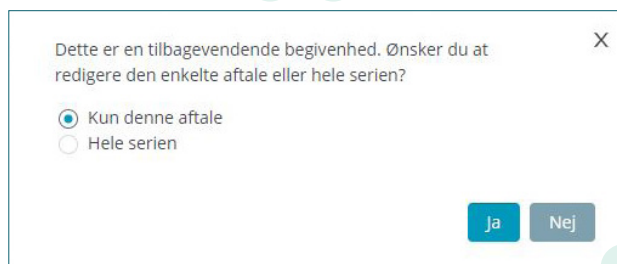 Dette er en tilbagevendende begivenhed. Ønsker du at
redigere den enkelte aftale eller hele serien?
X
Kun denne aftale
Hele serien
Ja
Nej